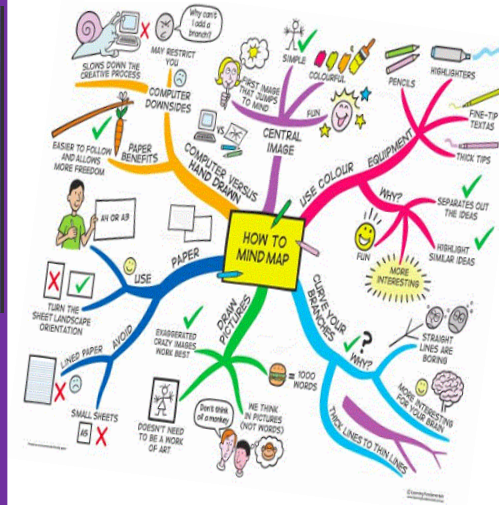 HOW TO
MIND MAP
CENTRAL
IMAGE
SIMPLE
COLOURFUL
FIRST IMAGE
THAT JUMPS
TO MIND
FUN
USE COLOUR
EQUIPMENT
PENCILS
HIGHLIGHTERS
FINE-TIP
TEXTAS
THICK TIPS
WHY?
SEPARATES OUT
THE IDEAS
HIGHLIGHT
SIMILAR IDEAS
MORE
INTERESTING
FUN
CURVE YOUR
BRANCHES
WHY?
STRAIGHT
LINES ARE
BORING
MORE INTERESTING
FOR YOUR BRAIN
THICK LINES TO THIN LINES
DRAW
PICTURES
= 1000
WORDS
WE THINK
IN PICTURES
(NOT WORDS)
Don't think
of a monkey
DOESN'T NEED
TO BE A WORK
OF ART
EXAGGERATED
CRAZY IMAGES
WORK BEST
PAPER
USE
A4 OR A3
TURN THE
SHEET LANDSCAPE
ORIENTATION
AVOID
LINED PAPER
SMALL SHEETS
A5
COMPUTER VERSUS
HAND DRAWN
VS.
PAPER
BENEFITS
EASIER TO FOLLOW
AND ALLOWS
MORE FREEDOM
COMPUTER
DOWNSIDES
SLOWS DOWN THE
CREATIVE PROCESS
MAY RESTRICT
YOU
Why can't
I add a
branch?